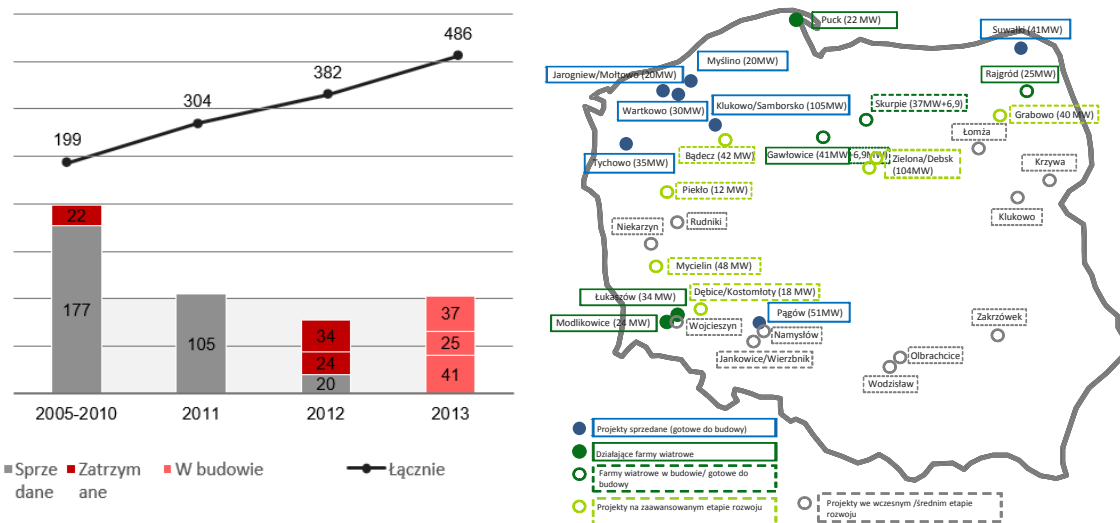 486
382
304
199
22
177
105
34
24
20
37
25
41
2005-2010
2011
2012
2013
Sprze
dane
Zatrzym
ane
W budowie
Łącznie
Puck (22 MW)
Suwałki (41MW)
Myślino (20MW)
Jarogniew/Mołtowo (20MW)
Rajgród (25MW)
Wartkowo (30MW)
Klukowo/Samborsko (105MW)
Skurpie (37MW+6,9)
Grabowo (40 MW)
Łomża
Tychowo (35MW)
Bądecz (42 MW)
Gawłowice (41MW+6,9MW)
Zielona/Debsk
(104MW)
Krzywa
Piekło (12 MW)
Klukowo
Rudniki
Niekarzyn
Mycielin (48 MW)
Dębice/Kostomłoty (18 MW)
Łukaszów (34 MW)
Modlikowice (24 MW)
Wojcieszyn
Pągów (51MW)
Namysłów
Jankowice/Wierzbnik
Zakrzówek
Olbrachcice
Wodzisław
Projekty sprzedane (gotowe do budowy)
Działające farmy wiatrowe
Farmy wiatrowe w budowie/ gotowe do
budowy
Projekty na zaawansowanym etapie rozwoju
Projekty we wczesnym /średnim etapie
rozwoju